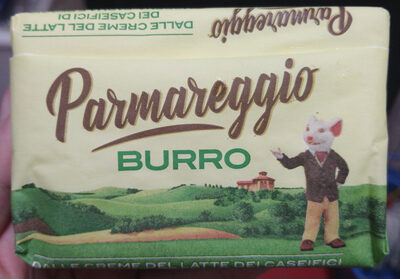 DALLE CREME DEL LATTE
DEI CASEIFICI DI
Parmareggio
Parmareggio
BURRO
DALLE CREME DEL LATTE DEI CASEIFICI